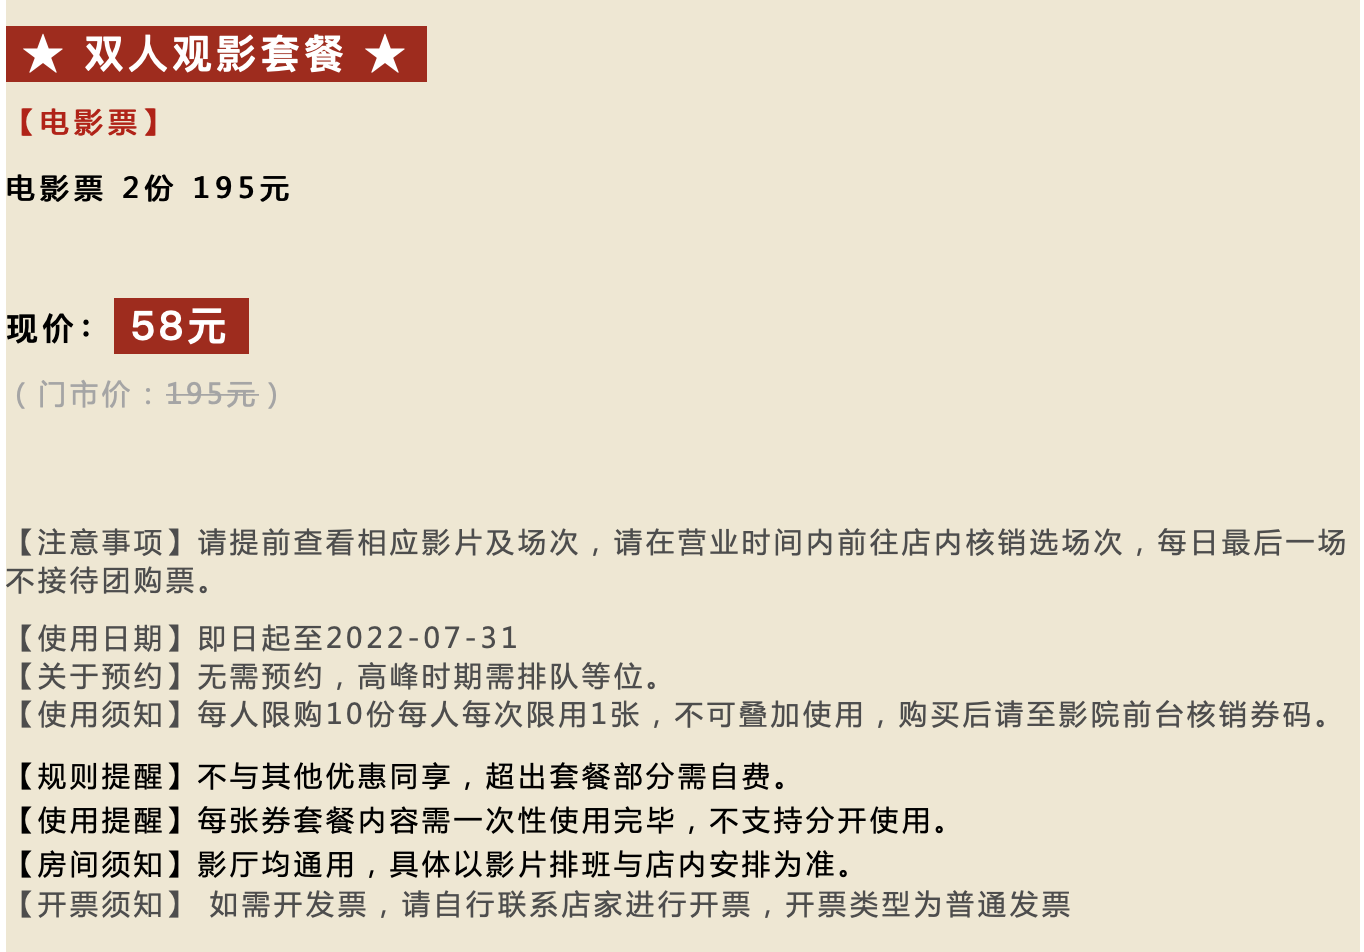 ★ 双人观影套餐 ★
【电影票】
电影票 2份 195元
现价： 58元
（门市价：195元）
【注意事项】请提前查看相应影片及场次，请在营业时间内前往店内核销选场次，每日最后一场
不接待团购票。
【使用日期】即日起至2022-07-31
【关于预约】无需预约，高峰时期需排队等位。
【使用须知】每人限购10份每人每次限用1张，不可叠加使用，购买后请至影院前台核销券码。
【规则提醒】不与其他优惠同享，超出套餐部分需自费。
【使用提醒】每张券套餐内容需一次性使用完毕，不支持分开使用。
【房间须知】影厅均通用，具体以影片排班与店内安排为准。
【开票须知】 如需开发票，请自行联系店家进行开票，开票类型为普通发票